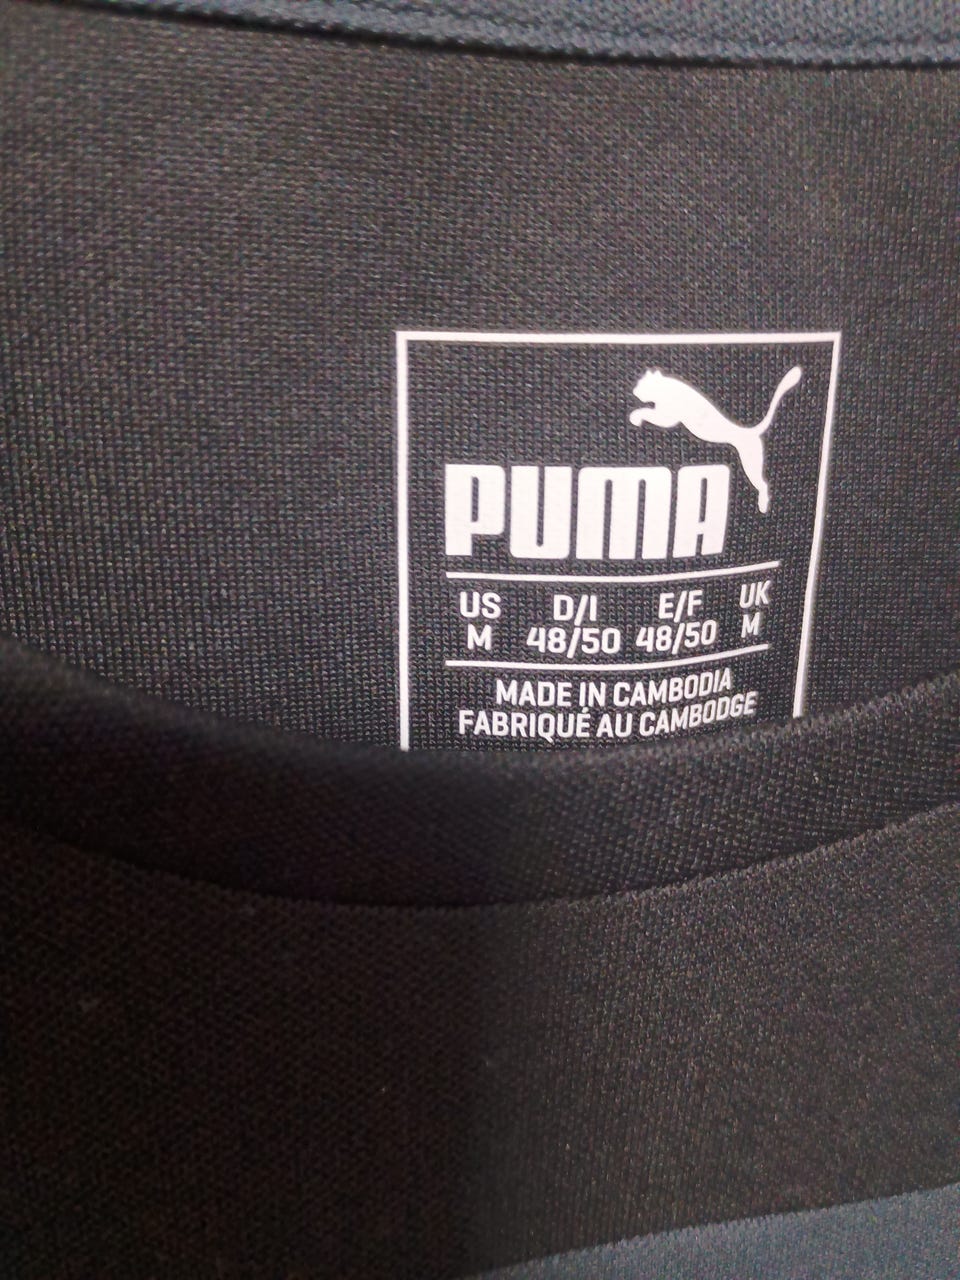 PUMA
US D/I E/F UK
M 48/50 48/50 M
MADE IN CAMBODIA
FABRIQUÉ AU CAMBODGE